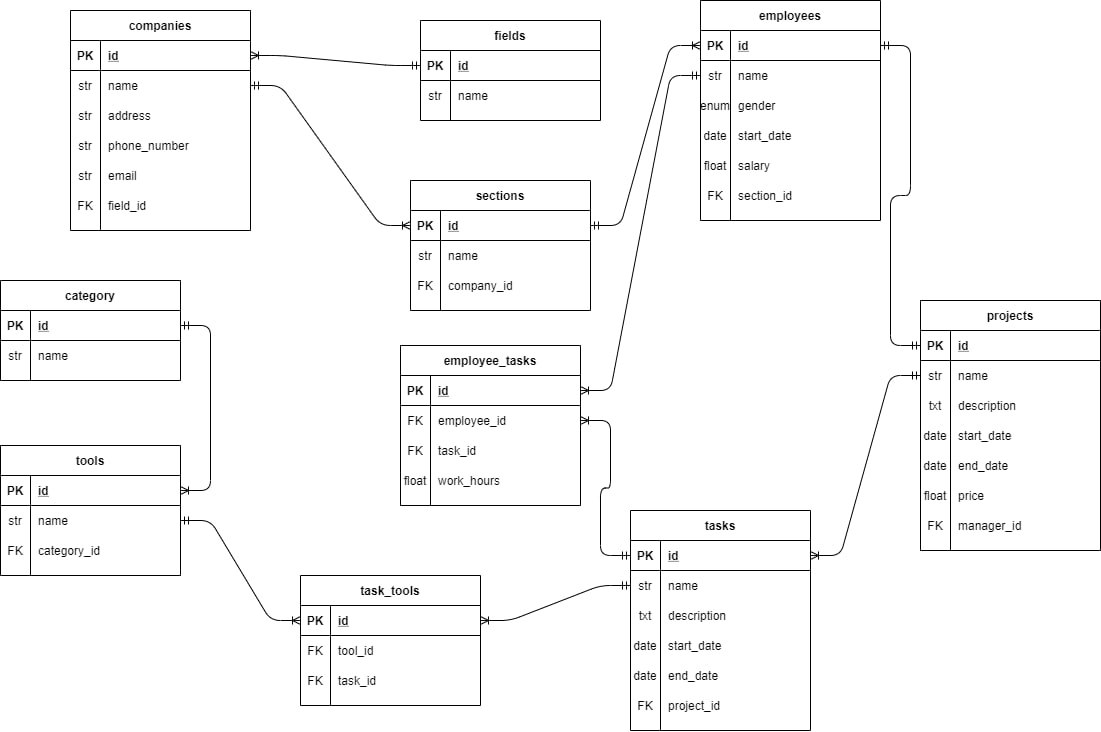 companies
PK id
str name
str address
str phone_number
str email
FK field_id
fields
PK id
str name
employees
PK id
str name
enum gender
date start_date
float salary
FK section_id
sections
PK id
str name
FK company_id
category
PK id
str name
projects
PK id
str name
txt description
date start_date
date end_date
float price
FK manager_id
employee_tasks
PK id
FK employee_id
FK task_id
float work_hours
tools
PK id
str name
FK category_id
tasks
PK id
str name
txt description
date start_date
date end_date
FK project_id
task_tools
PK id
FK tool_id
FK task_id